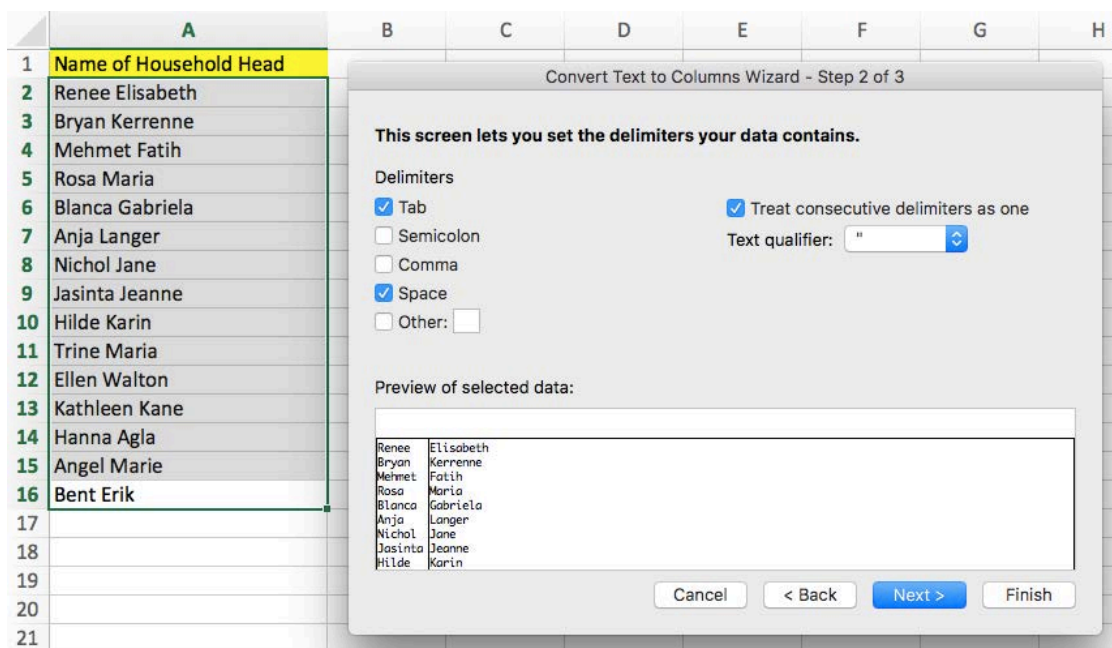 A B C D E F G H
1 Name of Household Head
2 Renee Elisabeth
3 Bryan Kerrenne
4 Mehmet Fatih
5 Rosa Maria
6 Blanca Gabriela
7 Anja Langer
8 Nichol Jane
9 Jasinta Jeanne
10 Hilde Karin
11 Trine Maria
12 Ellen Walton
13 Kathleen Kane
14 Hanna Agla
15 Angel Marie
16 Bent Erik
17
18
19
20
21
Convert Text to Columns Wizard - Step 2 of 3
This screen lets you set the delimiters your data contains.
Delimiters
Tab
Semicolon
Comma
Space
Other:
Treat consecutive delimiters as one
Text qualifier: "
Preview of selected data:
Renee Elisabeth
Bryan Kerrenne
Mehmet Fatih
Rosa Maria
Blanca Gabriela
Anja Langer
Nichol Jane
Jasinta Jeanne
Hilde Karin
Cancel < Back Next > Finish